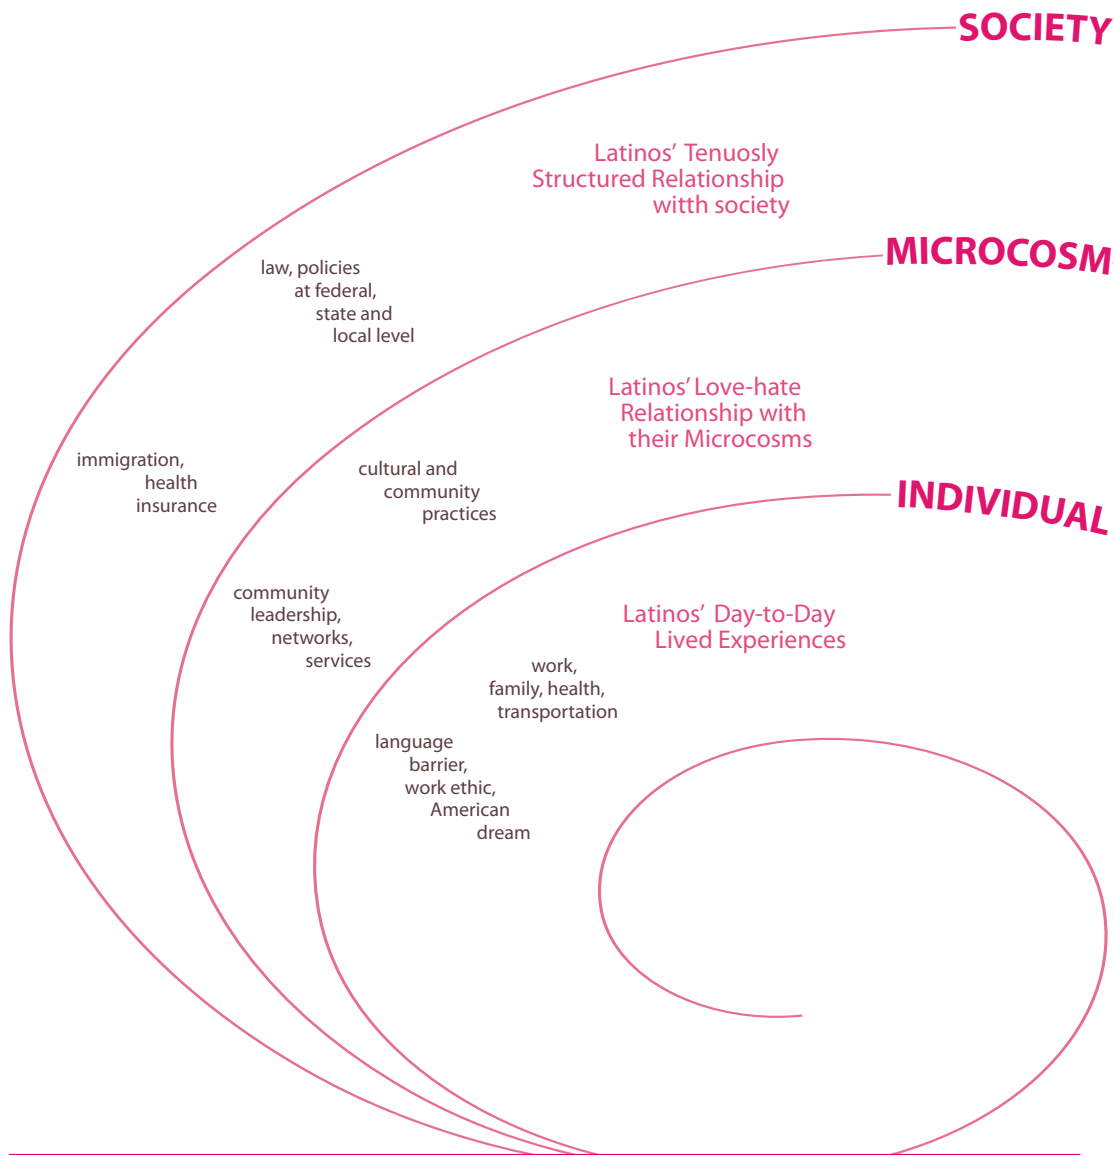 SOCIETY
Latinos' Tenuosly
Structured Relationship
witth society
MICROCOSM
law, policies
at federal,
state and
local level
Latinos' Love-hate
Relationship with
their Microcosms
immigration,
health
insurance
cultural and
community
practices
INDIVIDUAL
community
leadership,
networks,
services
Latinos' Day-to-Day
Lived Experiences
work,
family, health,
transportation
language
barrier,
work ethic,
American
dream